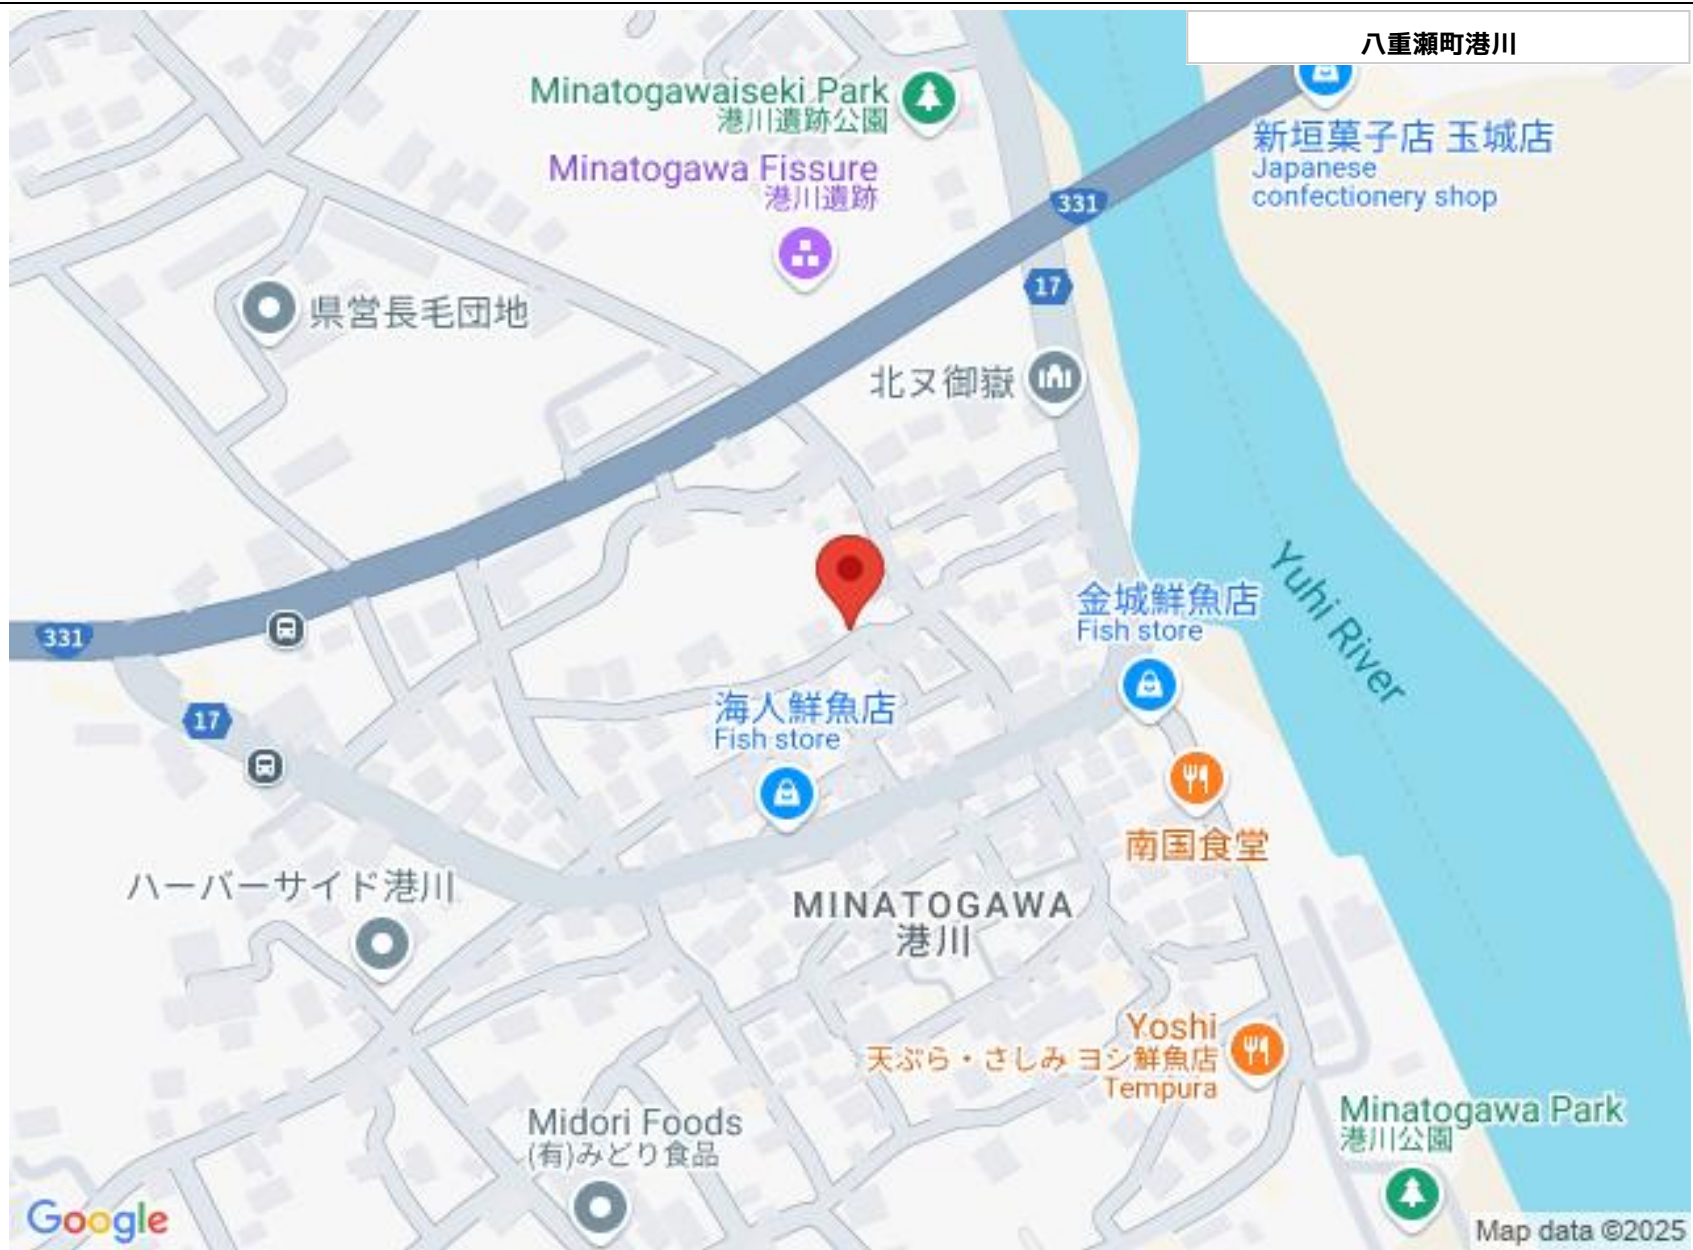 八重瀬町港川
Minatogawaiseki Park
港川遺跡公園
Minatogawa Fissure
港川遺跡
新垣菓子店 玉城店
Japanese
confectionery shop
331
17
県営長毛団地
北ヌ御嶽
Yuhi River
金城鮮魚店
Fish store
331
17
海人鮮魚店
Fish store
南国食堂
ハーバーサイド港川
MINATOGAWA
港川
Yoshi
天ぷら・さしみ ヨシ鮮魚店
Tempura
Midori Foods
(有)みどり食品
Minatogawa Park
港川公園
Google
Map data ©2025